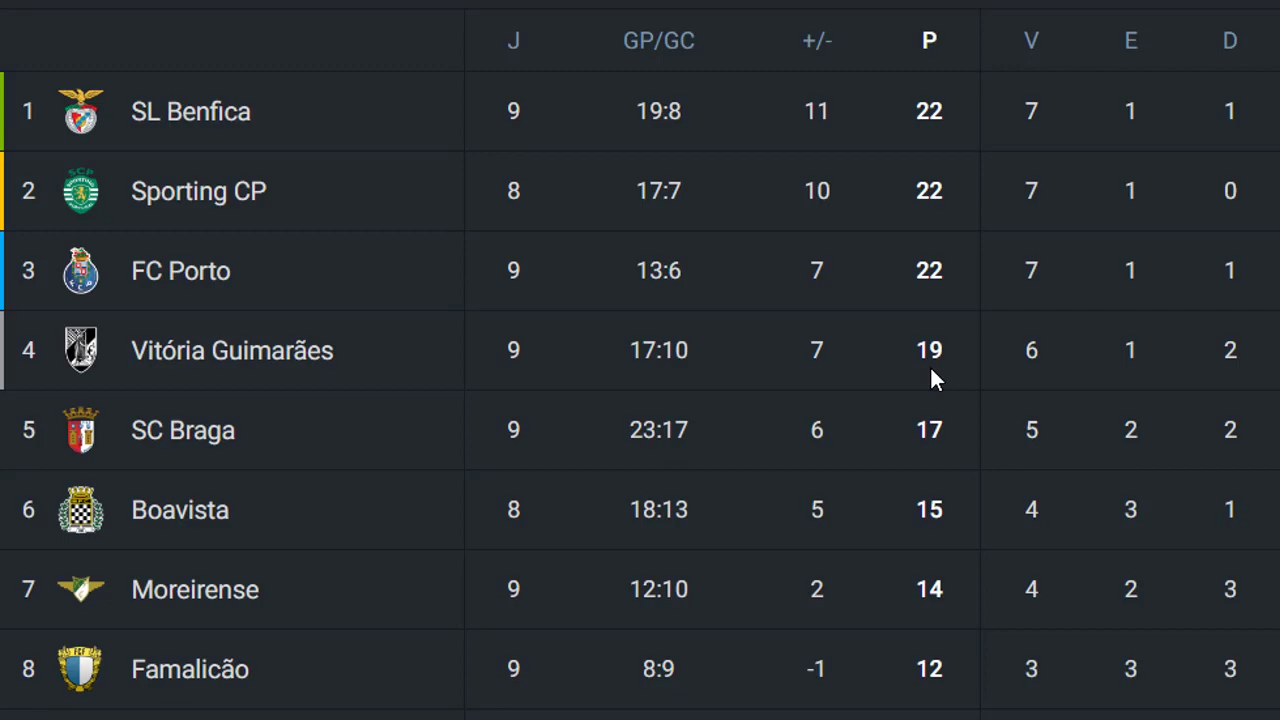 J GP/GC +/- P V E D
1 SL Benfica 9 19:8 11 22 7 1 1
2 Sporting CP 8 17:7 10 22 7 1 0
3 FC Porto 9 13:6 7 22 7 1 1
4 Vitória Guimarães 9 17:10 7 19 6 1 2
5 SC Braga 9 23:17 6 17 5 2 2
6 Boavista 8 18:13 5 15 4 3 1
7 Moreirense 9 12:10 2 14 4 2 3
8 Famalicão 9 8:9 -1 12 3 3 3